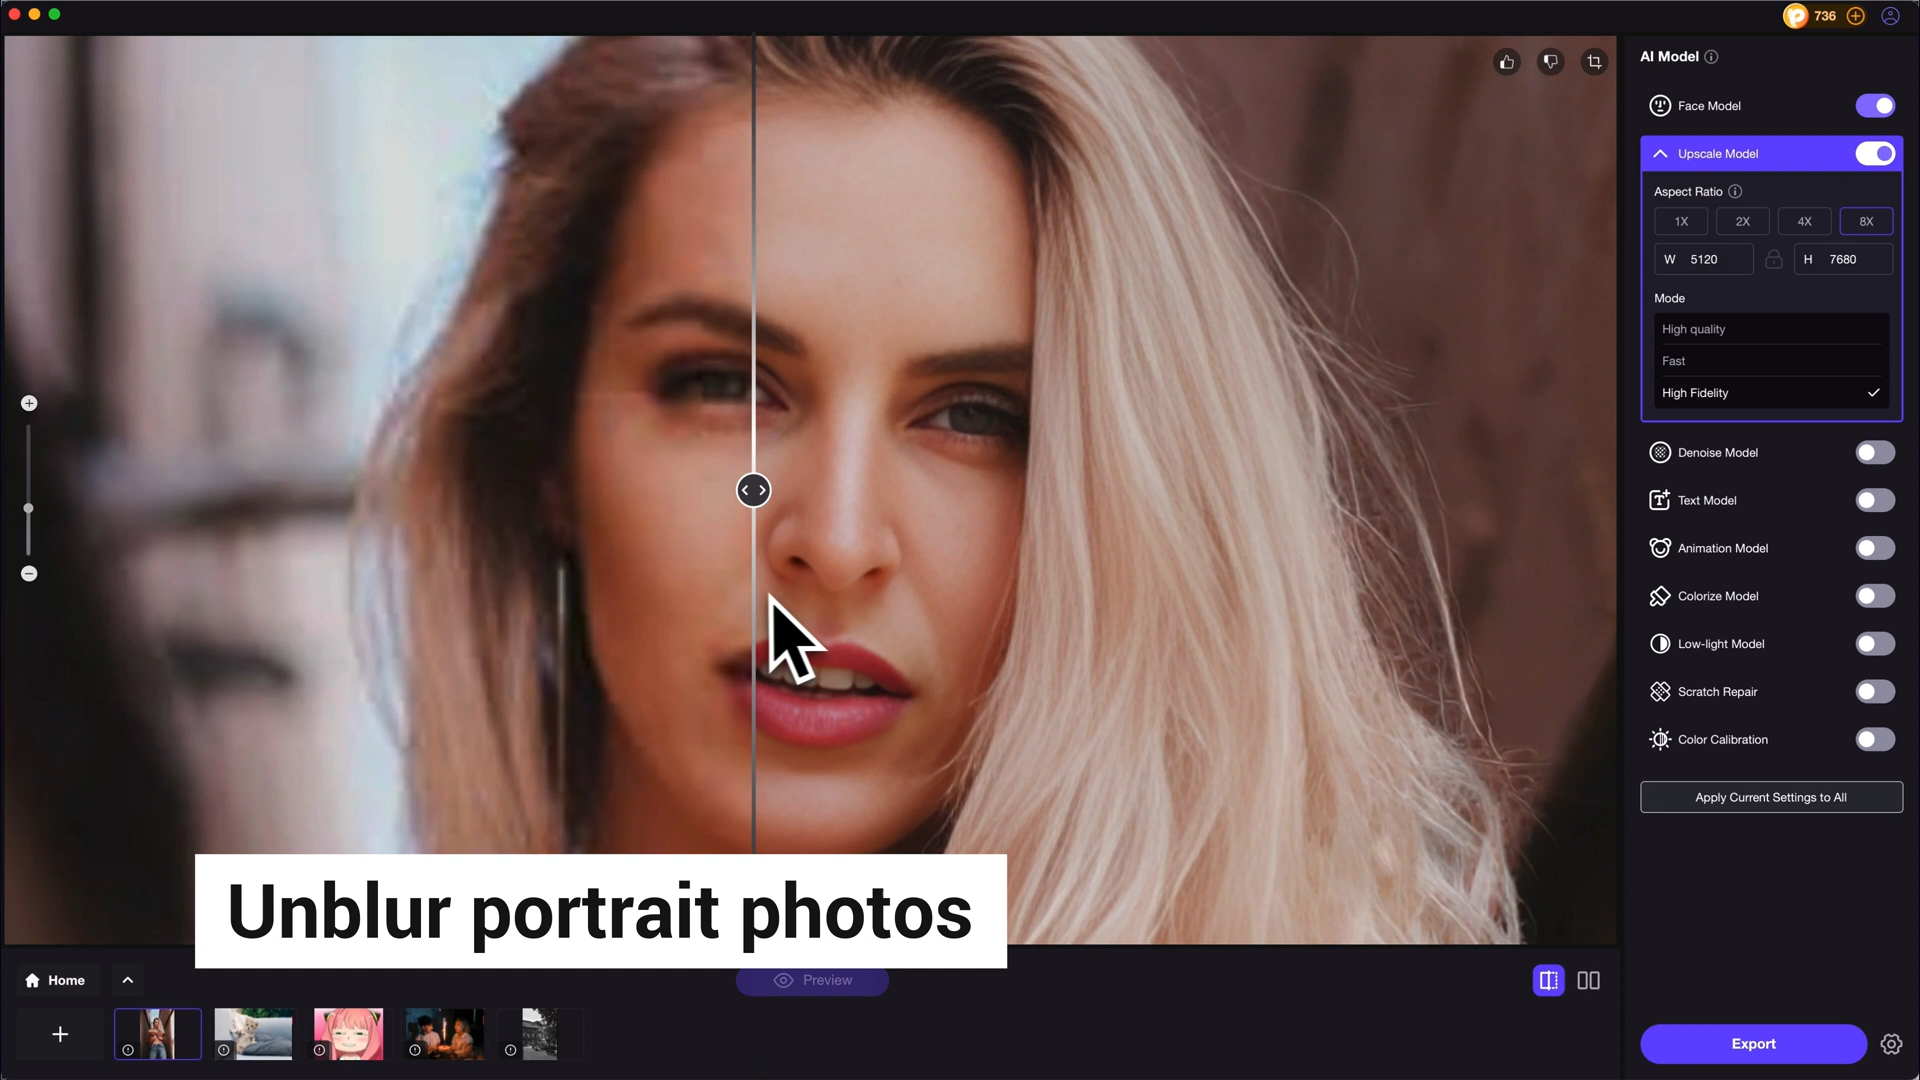 736
AI Model
Face Model
Upscale Model
Aspect Ratio
1X 2X 4X 8X
W 5120 H 7680
Mode
High quality
Fast
High Fidelity
Denoise Model
Text Model
Animation Model
Colorize Model
Low-light Model
Scratch Repair
Color Calibration
Apply Current Settings to All
Unblur portrait photos
Home
Preview
Export